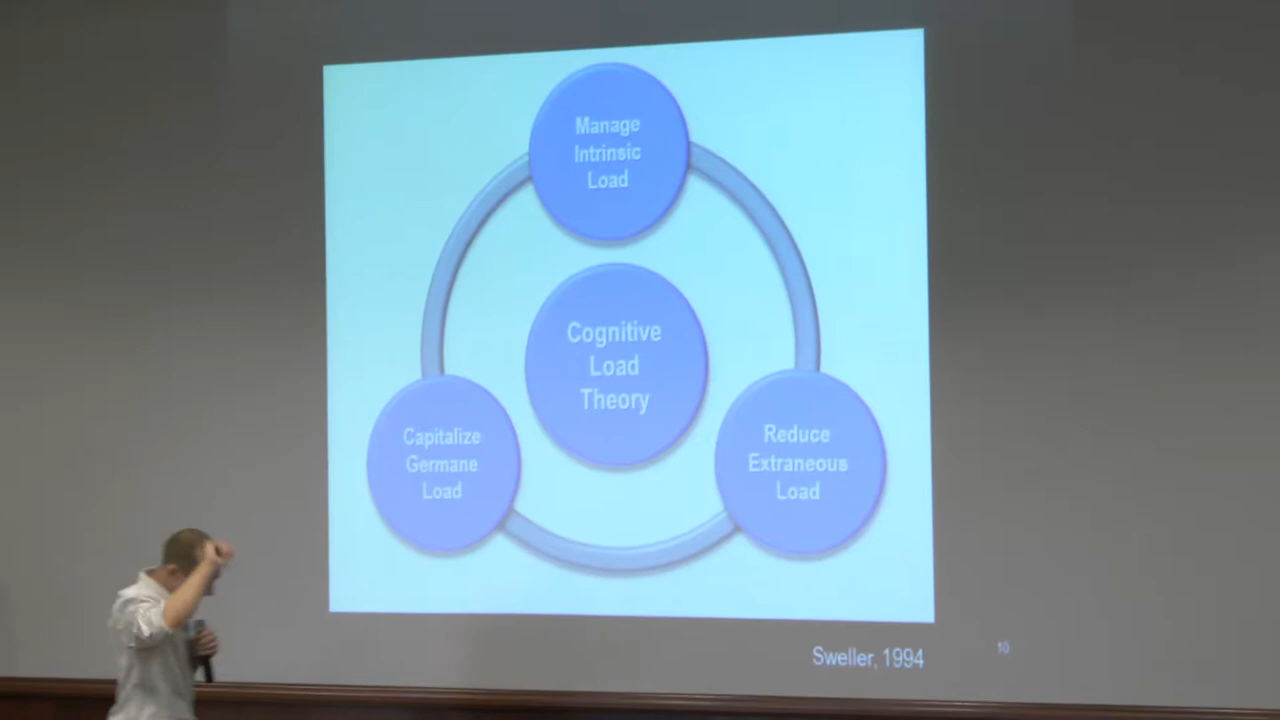 Manage
Intrinsic
Load
Cognitive
Load
Theory
Capitalize
Germane
Load
Reduce
Extraneous
Load
Sweller, 1994
10